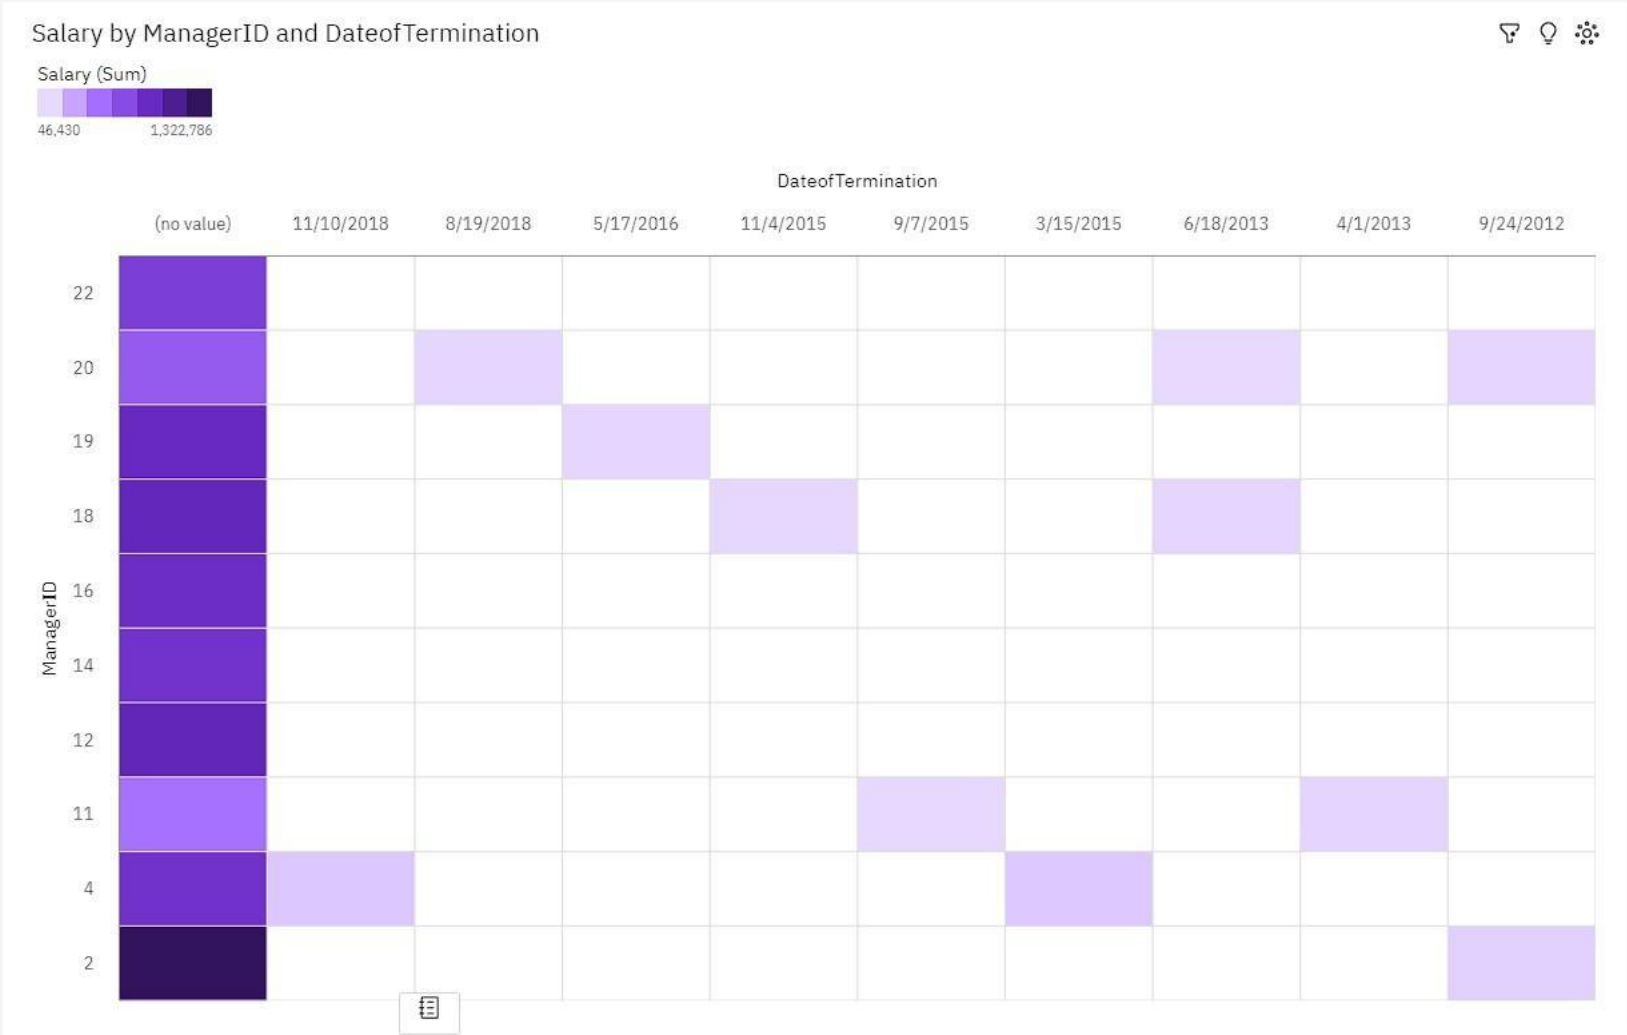 Salary by ManagerID and DateofTermination
Salary (Sum)
46,430 1,322,786
DateofTermination
(no value) 11/10/2018 8/19/2018 5/17/2016 11/4/2015 9/7/2015 3/15/2015 6/18/2013 4/1/2013 9/24/2012
ManagerID
22
20
19
18
16
14
12
11
4
2